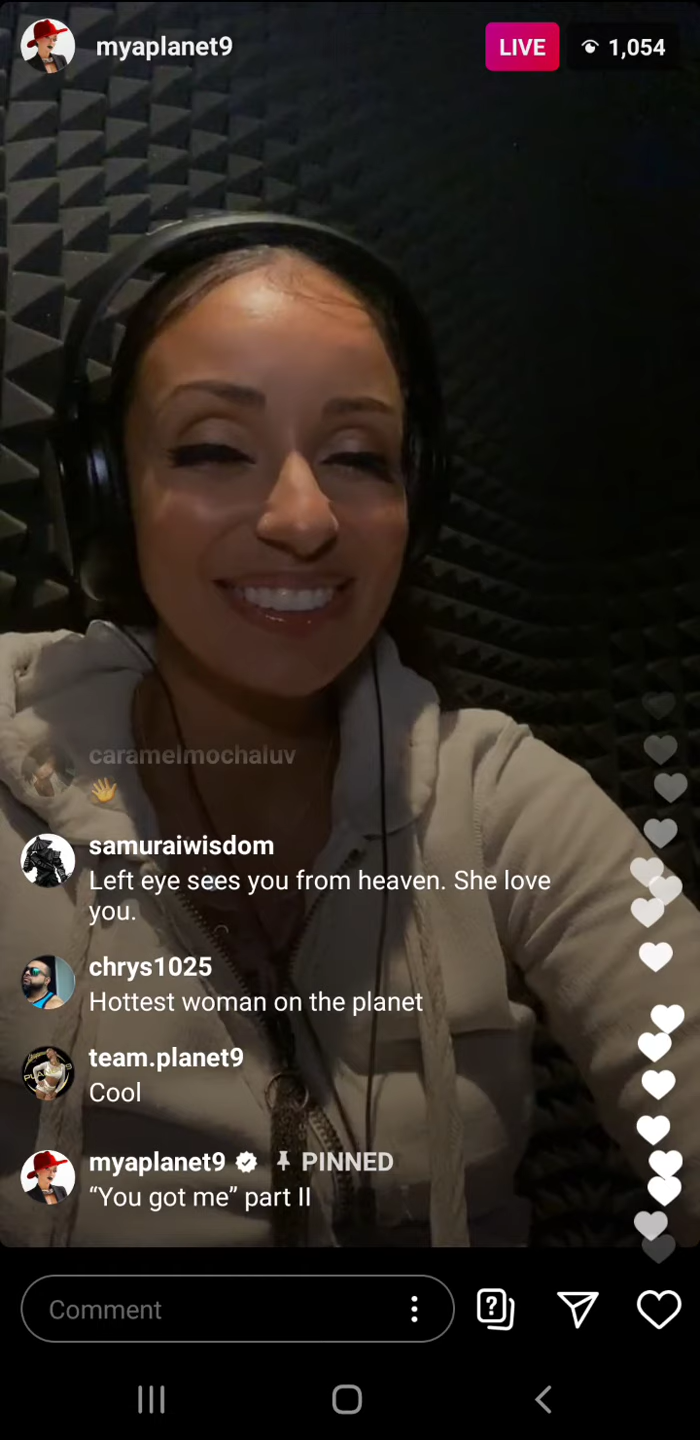 myaplanet9
LIVE
1,054
caramelmochaluv
👋
samuraiwisdom
Left eye sees you from heaven. She love
you.
chrys1025
Hottest woman on the planet
team.planet9
Cool
myaplanet9 PINNED
“You got me” part II
Comment